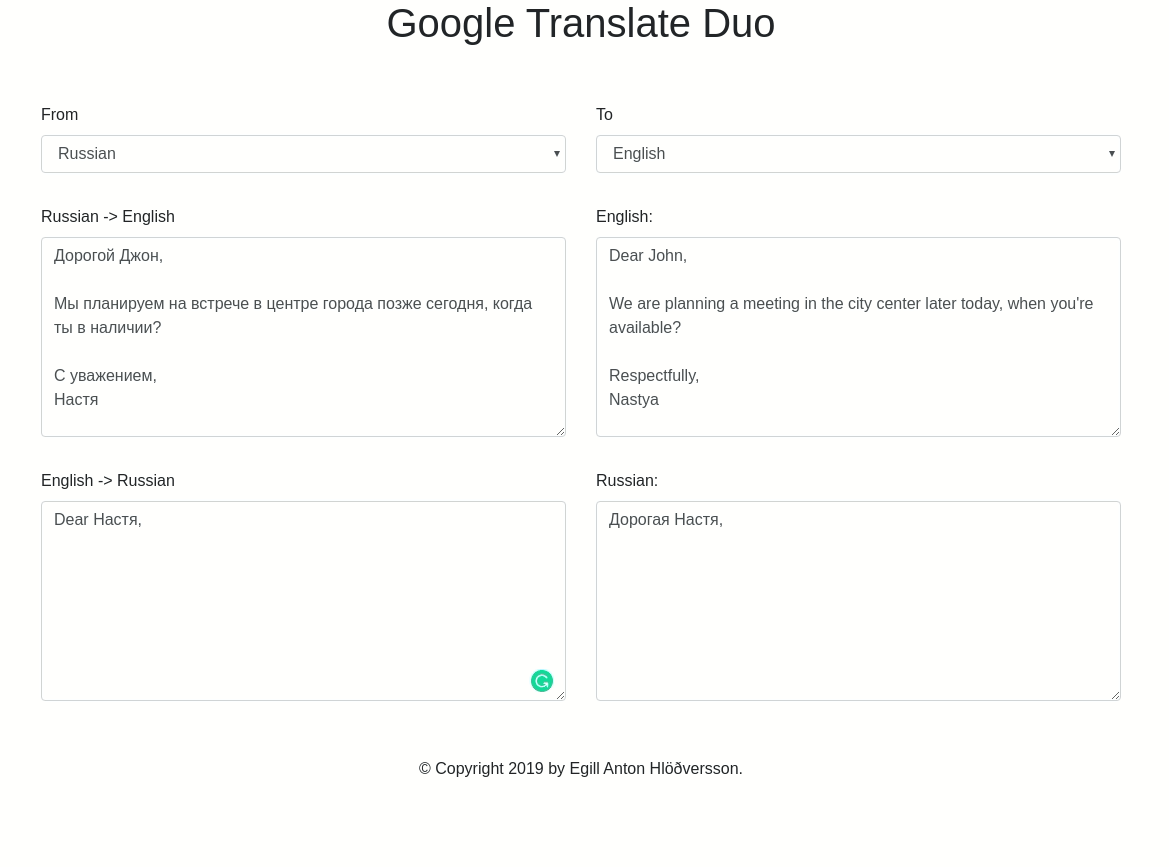 Google Translate Duo
From
To
Russian
English
Russian -> English
English:
Дорогой Джон,
Мы планируем на встрече в центре города позже сегодня, когда
ты в наличии?
С уважением,
Настя
Dear John,
We are planning a meeting in the city center later today, when you're
available?
Respectfully,
Nastya
English -> Russian
Russian:
Dear Настя,
Дорогая Настя,
© Copyright 2019 by Egill Anton Hlöðversson.